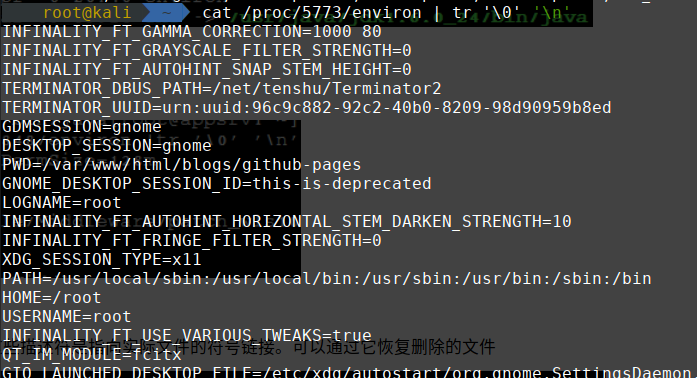 root@kali ~ cat /proc/5773/environ | tr '\0' '\n'
INFINALITY_FT_GAMMA_CORRECTION=1000 80
INFINALITY_FT_GRAYSCALE_FILTER_STRENGTH=0
INFINALITY_FT_AUTOHINT_SNAP_STEM_HEIGHT=0
TERMINATOR_DBUS_PATH=/net/tenshu/Terminator2
TERMINATOR_UUID=urn:uuid:96c9c882-92c2-40b0-8209-98d90959b8ed
GDMSESSION=gnome
DESKTOP_SESSION=gnome
PWD=/var/www/html/blogs/github-pages
GNOME_DESKTOP_SESSION_ID=this-is-deprecated
LOGNAME=root
INFINALITY_FT_AUTOHINT_HORIZONTAL_STEM_DARKEN_STRENGTH=10
INFINALITY_FT_FRINGE_FILTER_STRENGTH=0
XDG_SESSION_TYPE=x11
PATH=/usr/local/sbin:/usr/local/bin:/usr/sbin:/usr/bin:/sbin:/bin
HOME=/root
USERNAME=root
INFINALITY_FT_USE_VARIOUS_TWEAKS=true
指向实际文件的符号链接。可以通过它恢复删除的文件
QT_IM_MODULE=fcitx
GIO_LAUNCHED_DESKTOP_FILE=/etc/xdg/autostart/org.gnome.SettingsDaemon